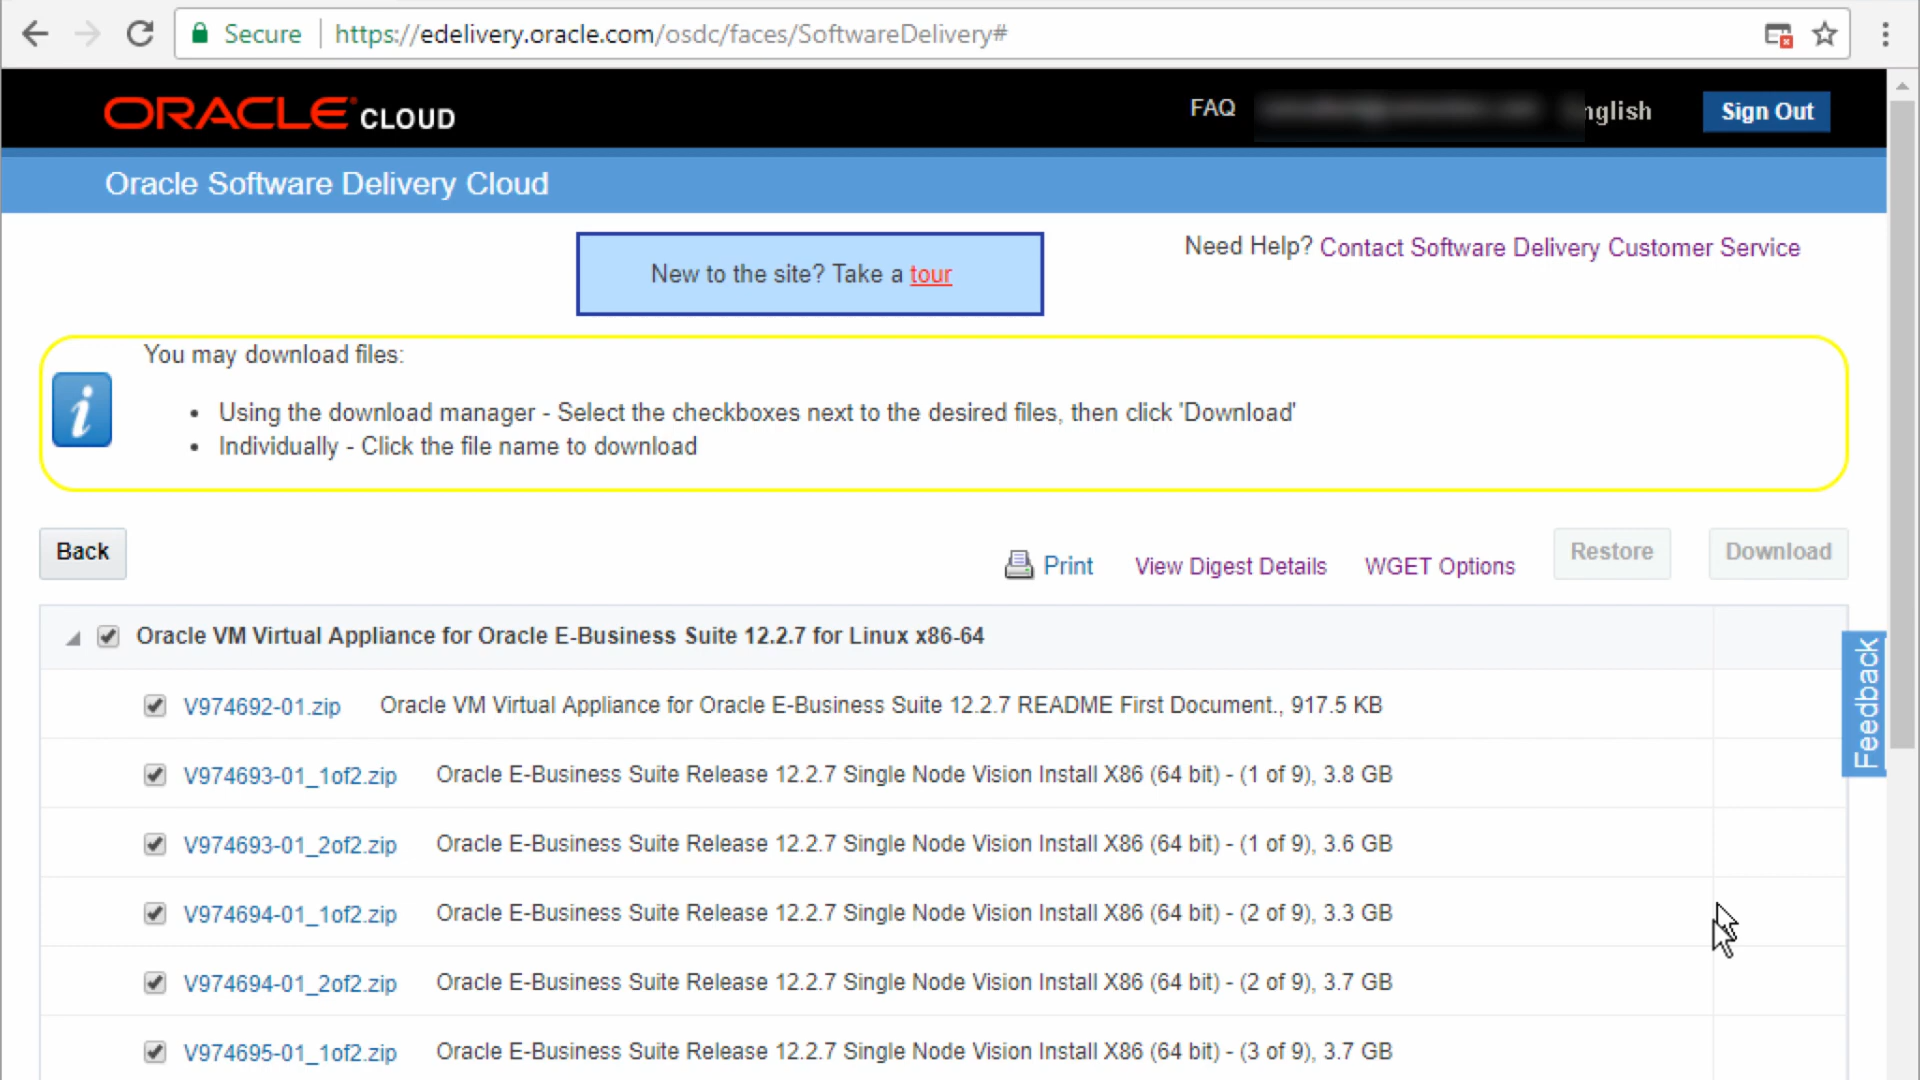 Secure https://edelivery.oracle.com/osdc/faces/SoftwareDelivery#
ORACLE® CLOUD FAQ nglish Sign Out
Oracle Software Delivery Cloud
New to the site? Take a tour
Need Help? Contact Software Delivery Customer Service
You may download files:
• Using the download manager - Select the checkboxes next to the desired files, then click 'Download'
• Individually - Click the file name to download
Back Print View Digest Details WGET Options Restore Download
Oracle VM Virtual Appliance for Oracle E-Business Suite 12.2.7 for Linux x86-64
Feedback
V974692-01.zip Oracle VM Virtual Appliance for Oracle E-Business Suite 12.2.7 README First Document., 917.5 KB
V974693-01_1of2.zip Oracle E-Business Suite Release 12.2.7 Single Node Vision Install X86 (64 bit) - (1 of 9), 3.8 GB
V974693-01_2of2.zip Oracle E-Business Suite Release 12.2.7 Single Node Vision Install X86 (64 bit) - (1 of 9), 3.6 GB
V974694-01_1of2.zip Oracle E-Business Suite Release 12.2.7 Single Node Vision Install X86 (64 bit) - (2 of 9), 3.3 GB
V974694-01_2of2.zip Oracle E-Business Suite Release 12.2.7 Single Node Vision Install X86 (64 bit) - (2 of 9), 3.7 GB
V974695-01_1of2.zip Oracle E-Business Suite Release 12.2.7 Single Node Vision Install X86 (64 bit) - (3 of 9), 3.7 GB